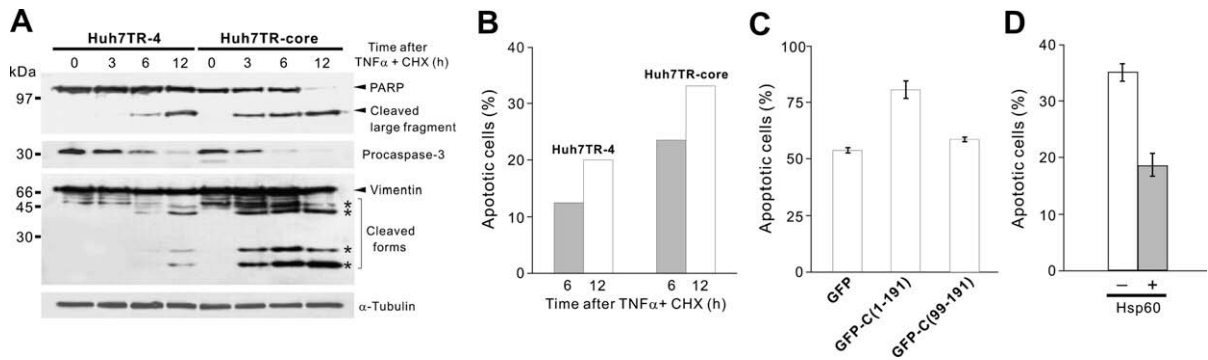 A
Huh7TR-4 Huh7TR-core
0 3 6 12 0 3 6 12
Time after
TNFα+ CHX (h)
kDa
97
PARP
Cleaved
large fragment
30
Procaspase-3
66
45
30
Vimentin
*
*
Cleaved
forms
*
*
α-Tubulin
B
Apototic cells (%)
40
30
20
10
0
Huh7TR-4
Huh7TR-core
6 12 6 12
Time after TNFα+ CHX (h)
C
Apoptotic cells (%)
100
75
50
25
0
GFP
GFP-C(1-191)
GFP-C(99-191)
D
Apototic cells (%)
40
30
20
10
0
– +
Hsp60